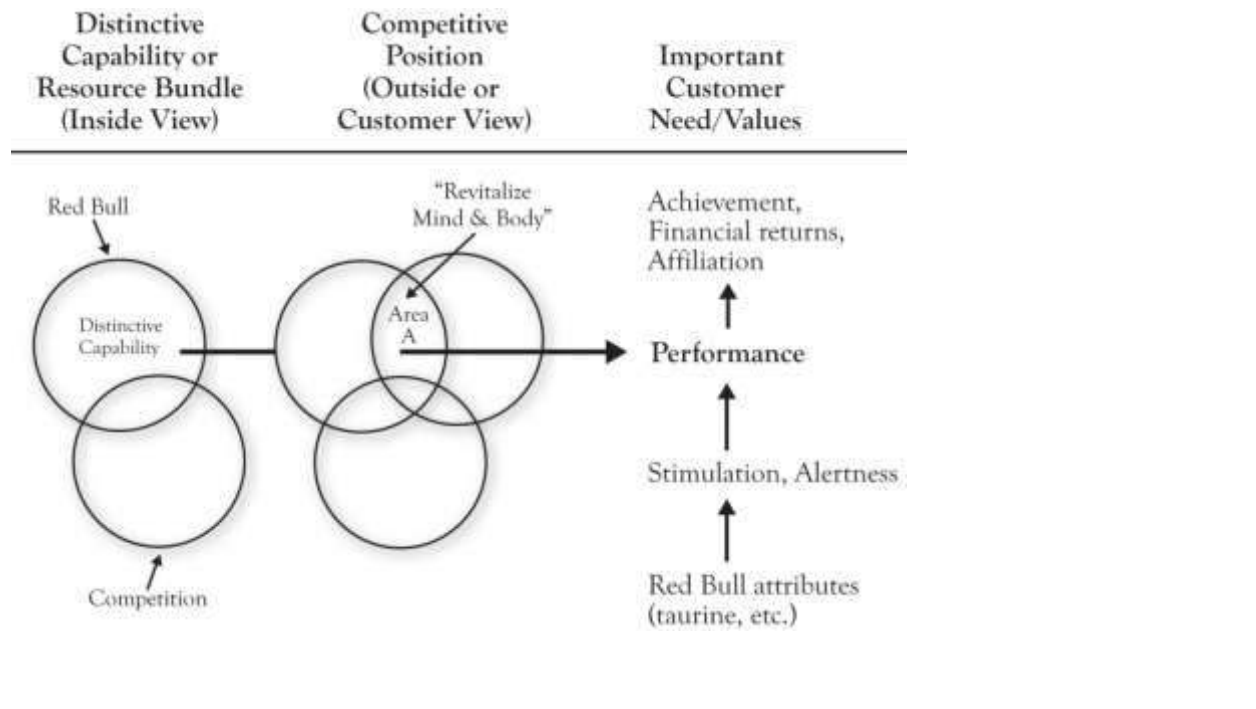 Distinctive
Capability or
Resource Bundle
(Inside View)
Competitive
Position
(Outside or
Customer View)
Important
Customer
Need/Values
Red Bull
Distinctive
Capability
Competition
“Revitalize
Mind & Body”
Area
A
Achievement,
Financial returns,
Affiliation
Performance
Stimulation, Alertness
Red Bull attributes
(taurine, etc.)